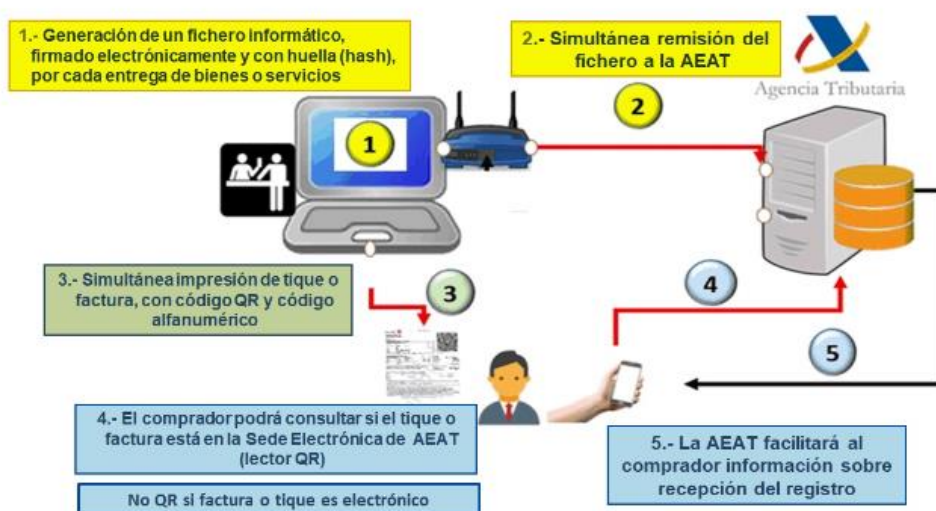 1.- Generación de un fichero informático,
firmado electrónicamente y con huella (hash),
por cada entrega de bienes o servicios
2.- Simultánea remisión del
fichero a la AEAT
Agencia Tributaria
2
1
3.- Simultánea impresión de tique o
factura, con código QR y código
alfanumérico
3
4
5
4.- El comprador podrá consultar si el tique o
factura está en la Sede Electrónica de AEAT
(lector QR)
No QR si factura o tique es electrónico
5.- La AEAT facilitará al
comprador información sobre
recepción del registro